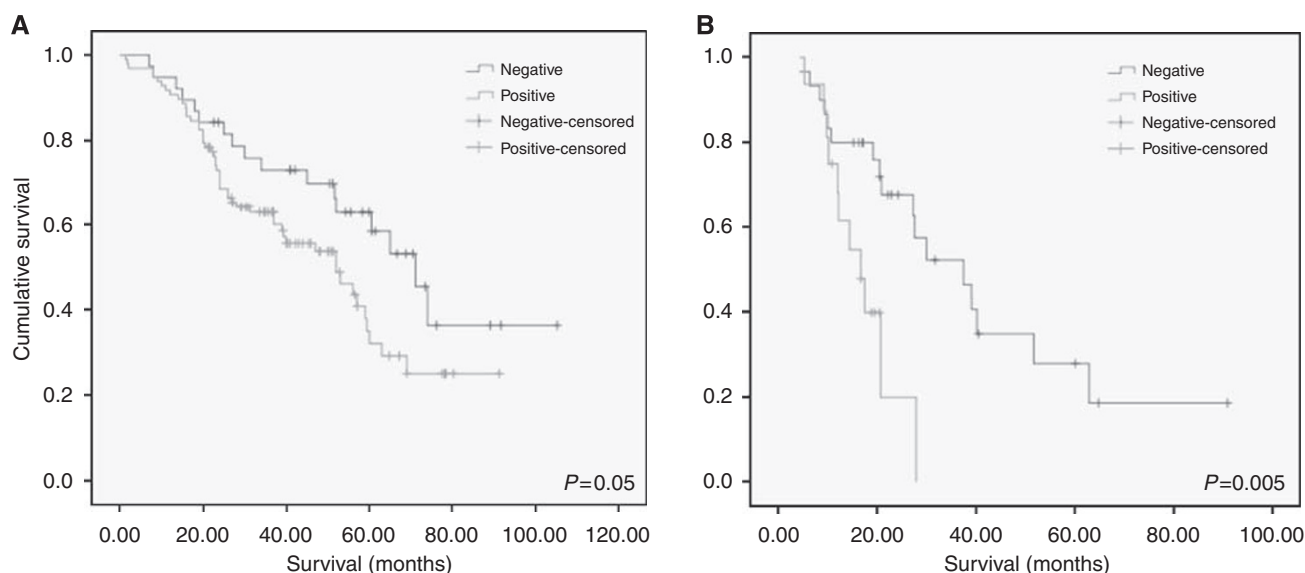 A
1.0
0.8
0.6
0.4
0.2
0.0
Cumulative survival
Negative
Positive
Negative-censored
Positive-censored
P=0.05
0.00 20.00 40.00 60.00 80.00 100.00 120.00
Survival (months)
B
1.0
0.8
0.6
0.4
0.2
0.0
Negative
Positive
Negative-censored
Positive-censored
P=0.005
0.00 20.00 40.00 60.00 80.00 100.00
Survival (months)